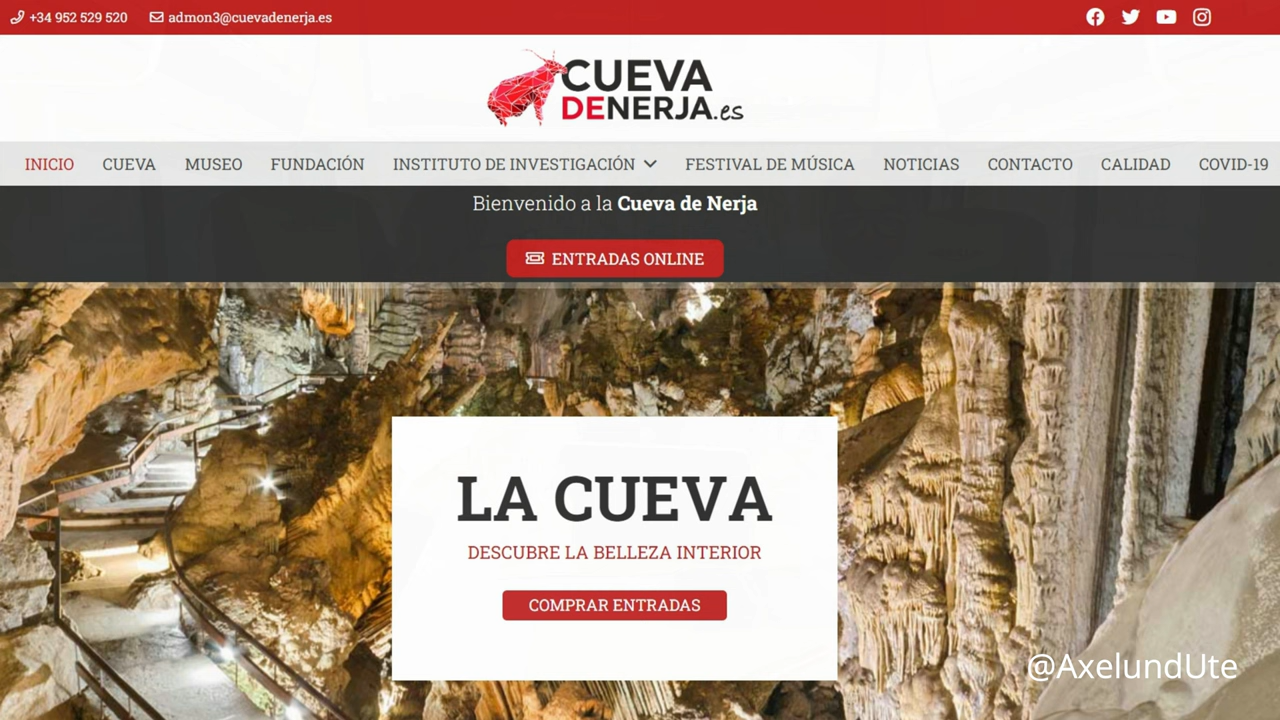 +34 952 529 520 admon3@cuevadenerja.es
CUEVA
DENERJA.es
INICIO CUEVA MUSEO FUNDACIÓN INSTITUTO DE INVESTIGACIÓN FESTIVAL DE MÚSICA NOTICIAS CONTACTO CALIDAD COVID-19
Bienvenido a la Cueva de Nerja
ENTRADAS ONLINE
LA CUEVA
DESCUBRE LA BELLEZA INTERIOR
COMPRAR ENTRADAS
@AxelundUte